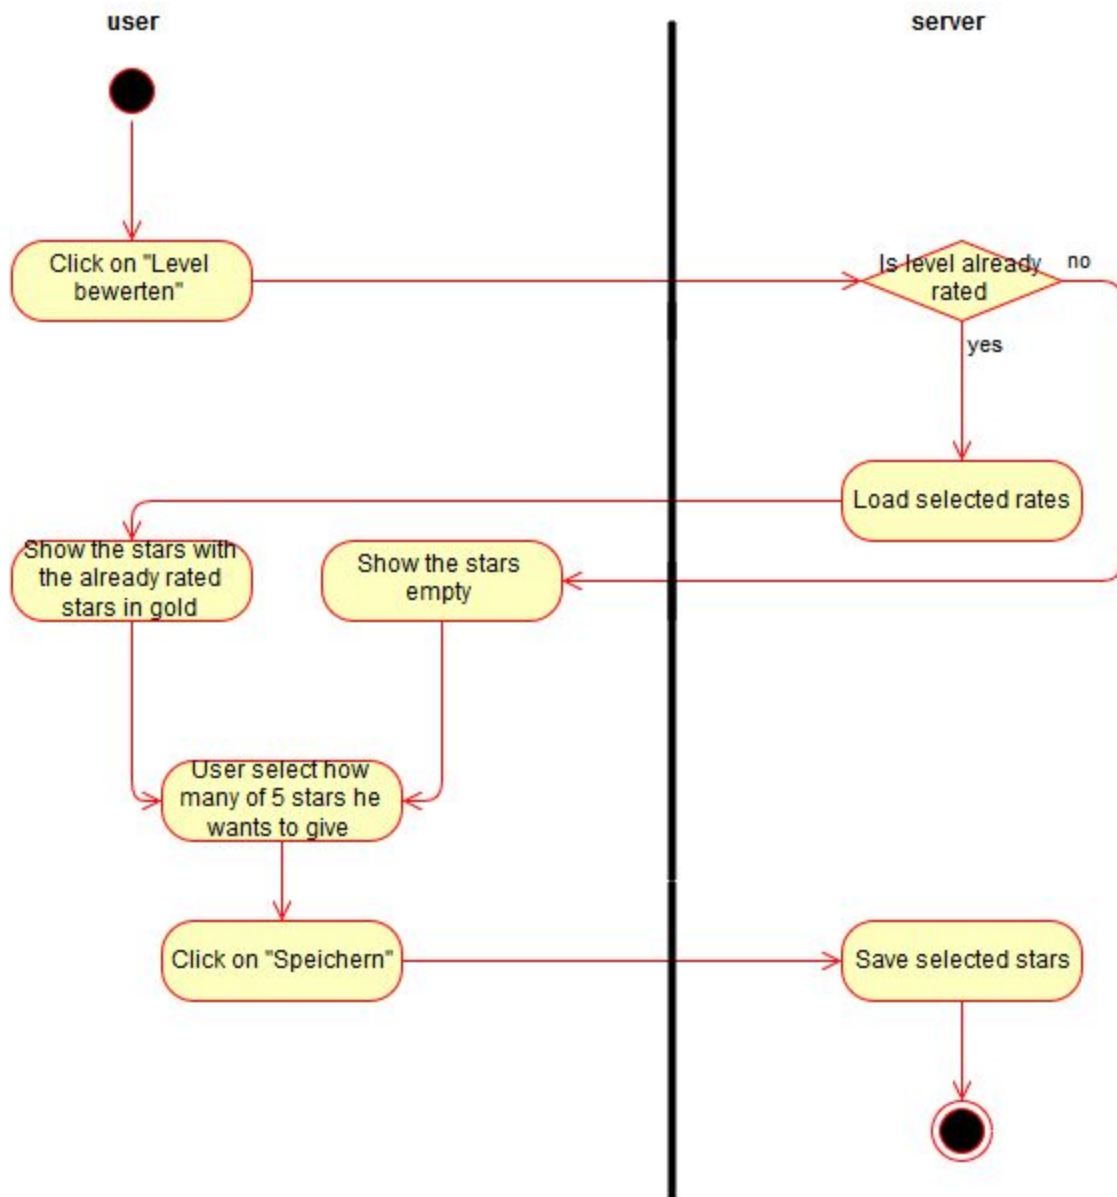 user
server
Click on "Level
bewerten"
Is level already
rated
no
yes
Load selected rates
Show the stars with
the already rated
stars in gold
Show the stars
empty
User select how
many of 5 stars he
wants to give
Click on "Speichern"
Save selected stars